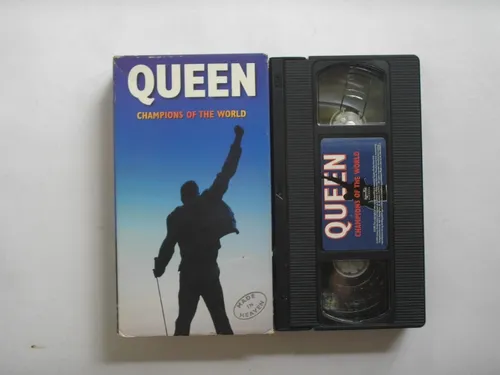 QUEEN
CHAMPIONS OF THE WORLD
MADE
IN
HEAVEN
QUEEN
CHAMPIONS OF THE WORLD